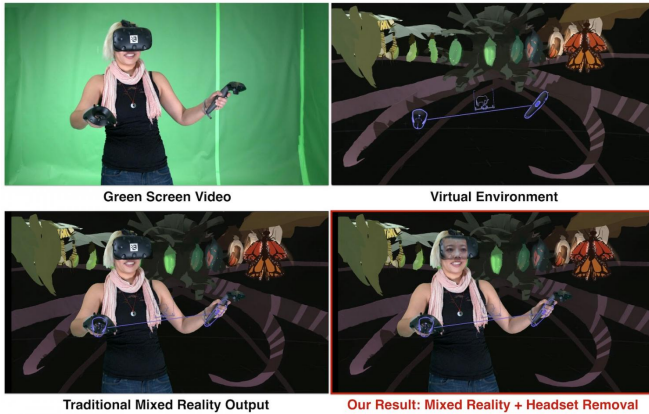 Green Screen Video
Virtual Environment
Traditional Mixed Reality Output
Our Result: Mixed Reality + Headset Removal